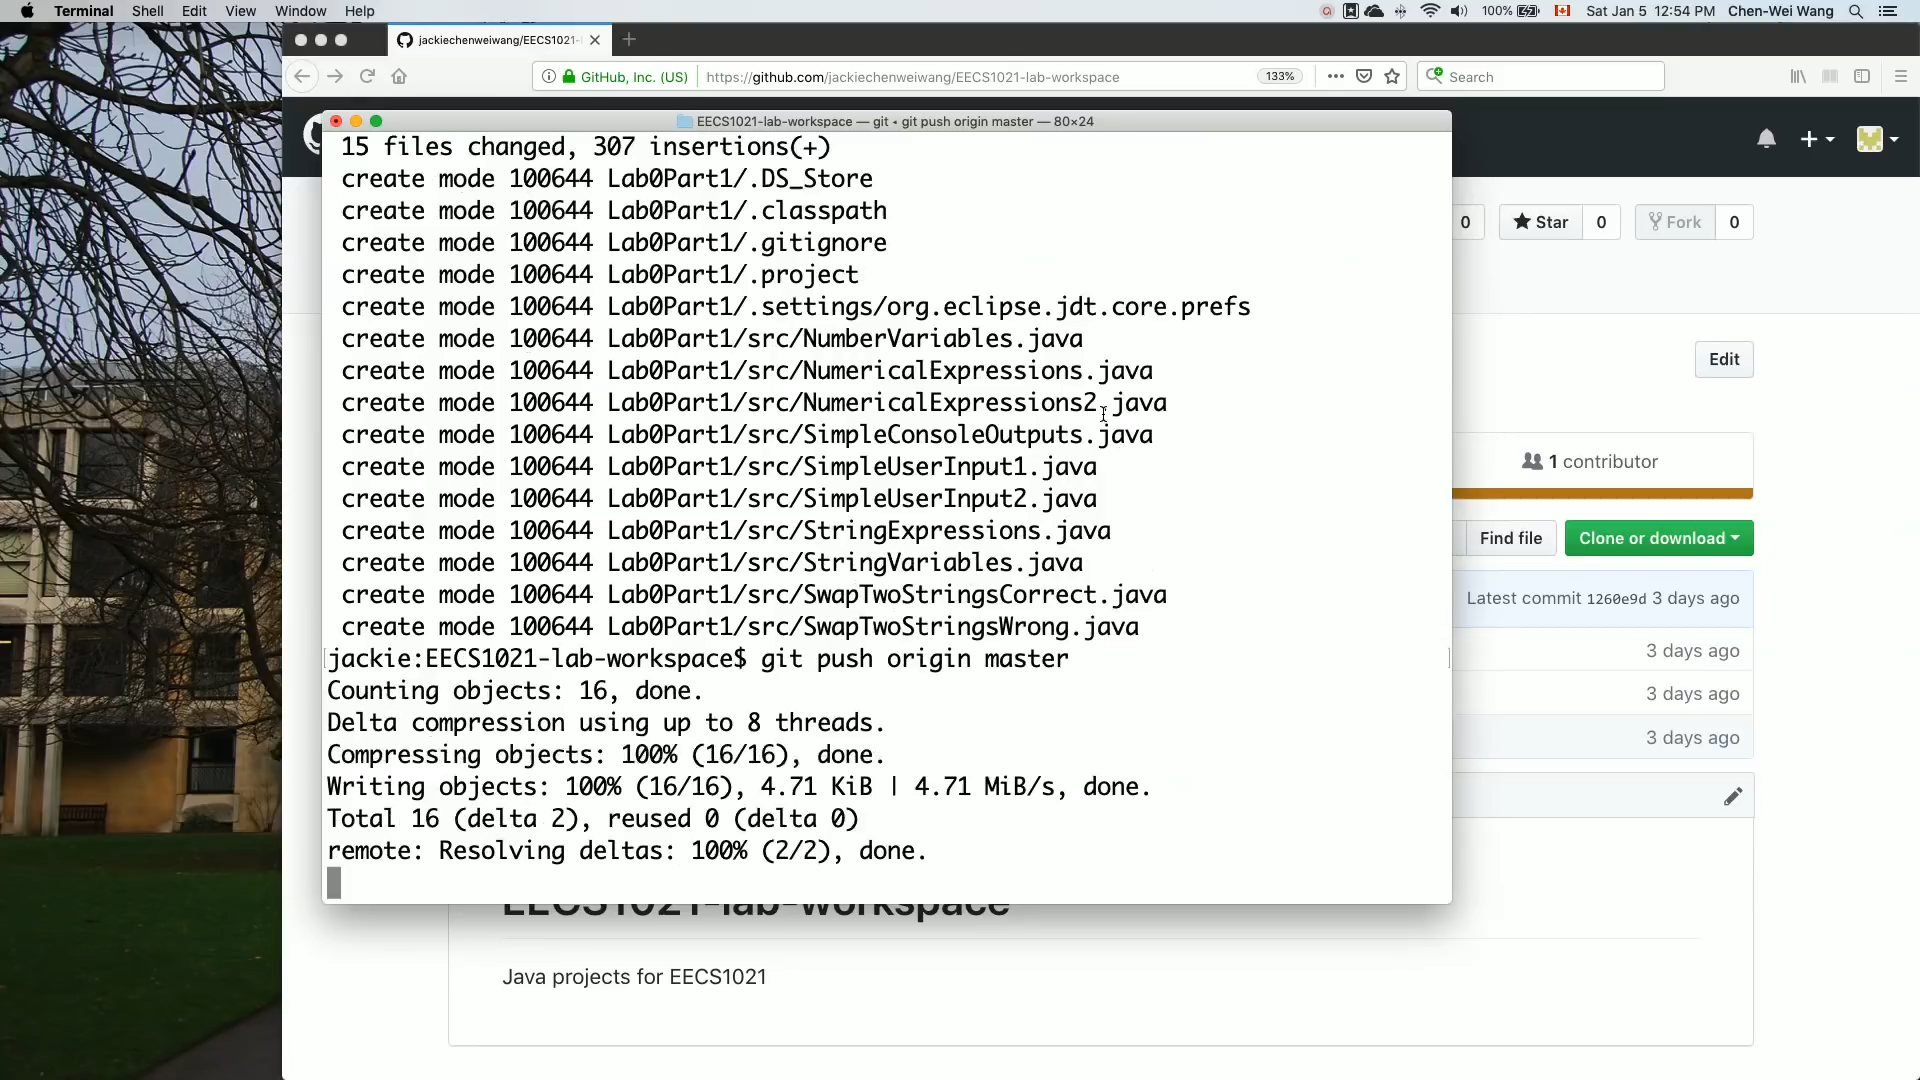 Terminal Shell Edit View Window Help 100% Sat Jan 5 12:54 PM Chen-Wei Wang
jackiechenweiwang/EECS1021-
GitHub, Inc. (US) https://github.com/jackiechenweiwang/EECS1021-lab-workspace 133% Search
EECS1021-lab-workspace — git ◂ git push origin master — 80×24
15 files changed, 307 insertions(+)
create mode 100644 Lab0Part1/.DS_Store
create mode 100644 Lab0Part1/.classpath
create mode 100644 Lab0Part1/.gitignore
create mode 100644 Lab0Part1/.project
create mode 100644 Lab0Part1/.settings/org.eclipse.jdt.core.prefs
create mode 100644 Lab0Part1/src/NumberVariables.java
create mode 100644 Lab0Part1/src/NumericalExpressions.java
create mode 100644 Lab0Part1/src/NumericalExpressions2.java
create mode 100644 Lab0Part1/src/SimpleConsoleOutputs.java
create mode 100644 Lab0Part1/src/SimpleUserInput1.java
create mode 100644 Lab0Part1/src/SimpleUserInput2.java
create mode 100644 Lab0Part1/src/StringExpressions.java
create mode 100644 Lab0Part1/src/StringVariables.java
create mode 100644 Lab0Part1/src/SwapTwoStringsCorrect.java
create mode 100644 Lab0Part1/src/SwapTwoStringsWrong.java
[jackie:EECS1021-lab-workspace$ git push origin master ]
Counting objects: 16, done.
Delta compression using up to 8 threads.
Compressing objects: 100% (16/16), done.
Writing objects: 100% (16/16), 4.71 KiB | 4.71 MiB/s, done.
Total 16 (delta 2), reused 0 (delta 0)
remote: Resolving deltas: 100% (2/2), done.
0 Star 0 Fork 0
Edit
1 contributor
Find file Clone or download
Latest commit 1260e9d 3 days ago
3 days ago
3 days ago
3 days ago
EECS1021-lab-workspace
Java projects for EECS1021